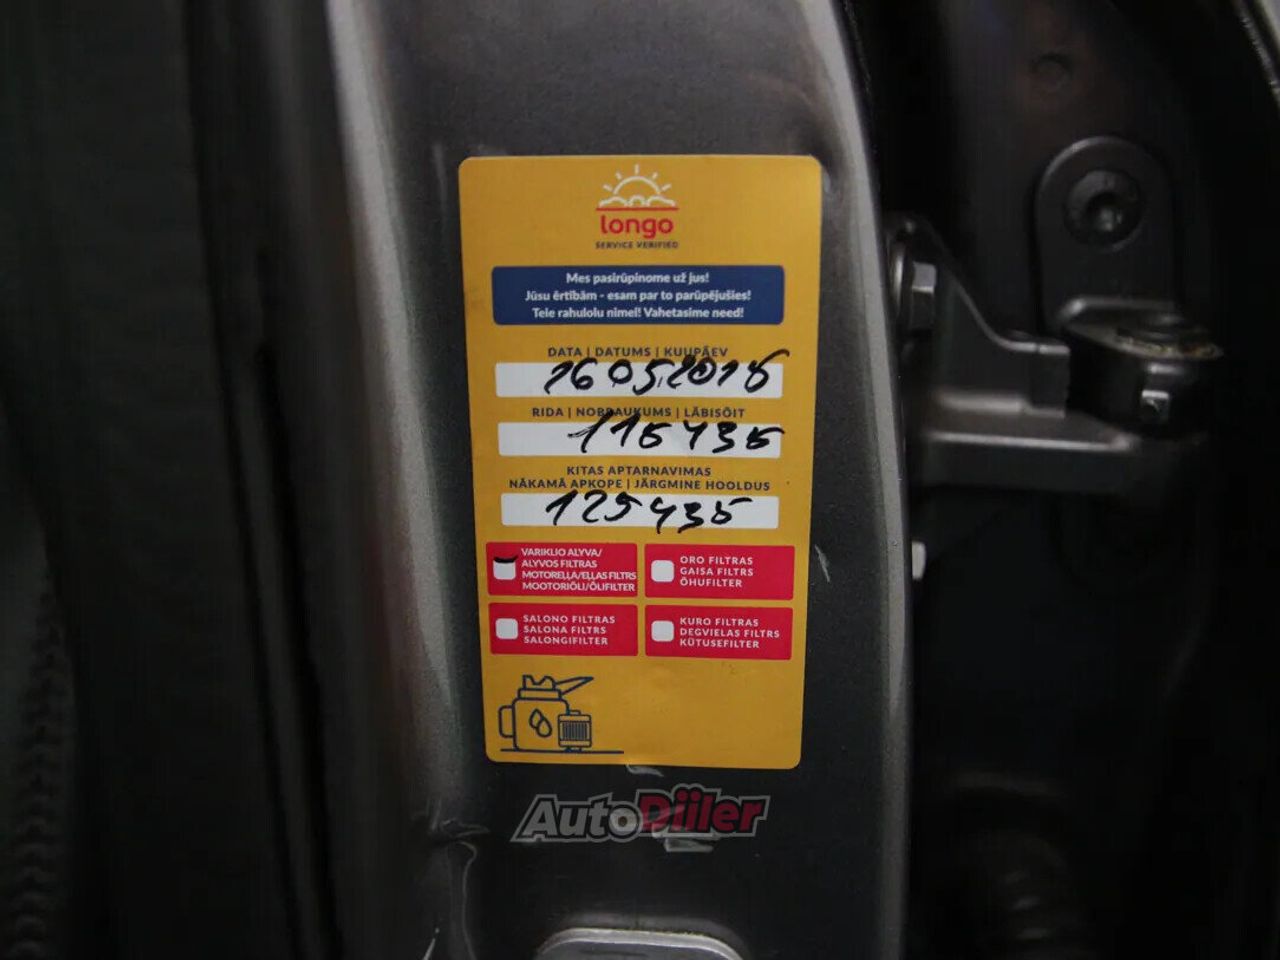 longo
SERVICE VERIFIED
Mes pasirūpinome už jus!
Jūsu ērtībām - esam par to parūpējušies!
Teie rahulolu nimel! Vahetasime need!
DATA | DATUMS | KUUPÄEV
RIDA | NOBRAUKUMS | LÄBISÕIT
KITAS APTARNAVIMAS
NĀKAMĀ APKOPE | JÄRGMINE HOOLDUS
125435
VARIKLIO ALYVA/
ALYVOS FILTRAS
MOTOREĻĻA/EĻĻAS FILTRS
MOOTORIÕLI/ÕLIFILTER
ORO FILTRAS
GAISA FILTRS
ÕHUFILTER
SALONO FILTRAS
SALONA FILTRS
SALONGIFILTER
KURO FILTRAS
DEGVIELAS FILTRS
KÜTUSEFILTER
AutoDiiler